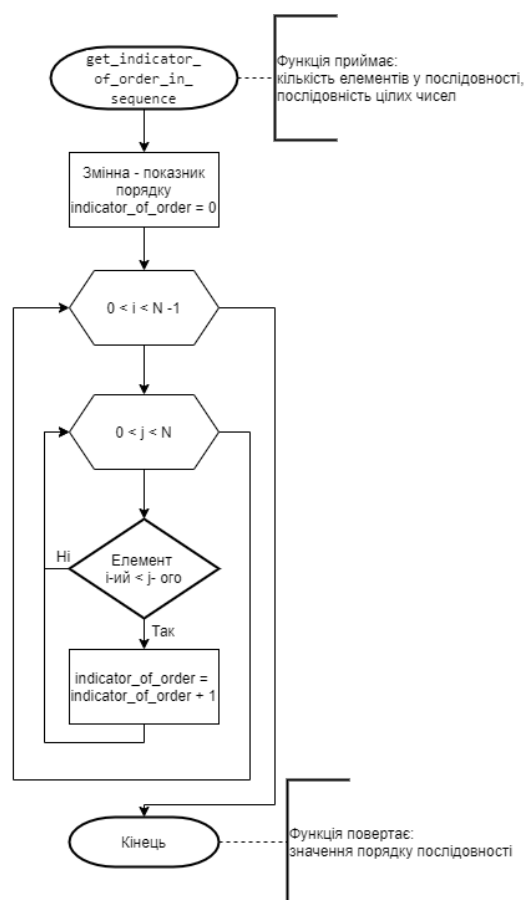 get_indicator_
of_order_in_
sequence
Функція приймає:
кількість елементів у послідовності,
послідовність цілих чисел
Змінна - показник
порядку
indicator_of_order = 0
0 < i < N -1
0 < j < N
Ні
Елемент
i-ий < j- ого
Так
indicator_of_order =
indicator_of_order + 1
Кінець
Функція повертає:
значення порядку послідовності